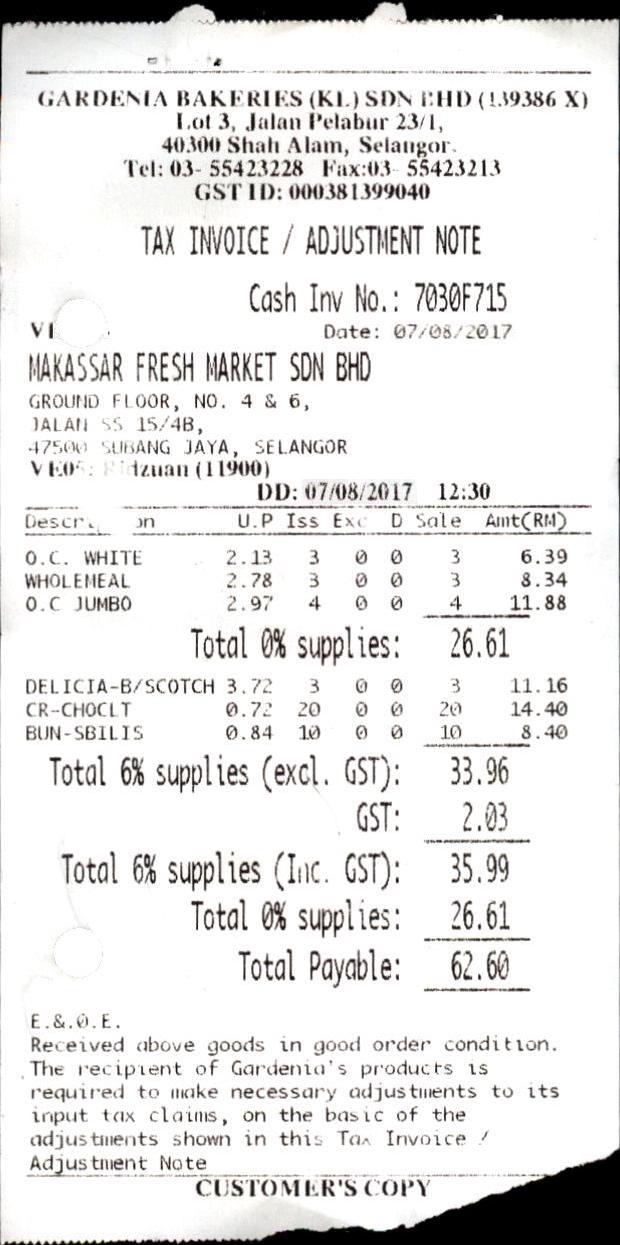 GARDENIA BAKERIES (KL) SDN BHD (139386 X)
Lot 3, Jalan Pelabur 23/1,
40300 Shah Alam, Selangor.
Tel: 03- 55423228 Fax:03- 55423213
GST ID: 000381399040
TAX INVOICE / ADJUSTMENT NOTE
Cash Inv No.: 7030F715
Date: 07/08/2017
MAKASSAR FRESH MARKET SDN BHD
GROUND FLOOR, NO. 4 & 6,
JALAN SS 15/4B,
47500 SUBANG JAYA, SELANGOR
VE05: Ridzuan (11900)
DD: 07/08/2017 12:30
U.P Iss Exc D Sale Amt(RM)
O.C. WHITE 2.13 3 0 0 3 6.39
WHOLEMEAL 2.78 3 0 0 3 8.34
O.C JUMBO 2.97 4 0 0 4 11.88
Total 0% supplies: 26.61
DELICIA-B/SCOTCH 3.72 3 0 0 3 11.16
CR-CHOCLT 0.72 20 0 0 20 14.40
BUN-SBILIS 0.84 10 0 0 10 8.40
Total 6% supplies (excl. GST): 33.96
GST: 2.03
Total 6% supplies (Inc. GST): 35.99
Total 0% supplies: 26.61
Total Payable: 62.60
E.&.O.E.
Received above goods in good order condition.
The recipient of Gardenia's products is
required to make necessary adjustments to its
input tax claims, on the basic of the
adjustments shown in this Tax Invoice /
Adjustment Note
CUSTOMER'S COPY